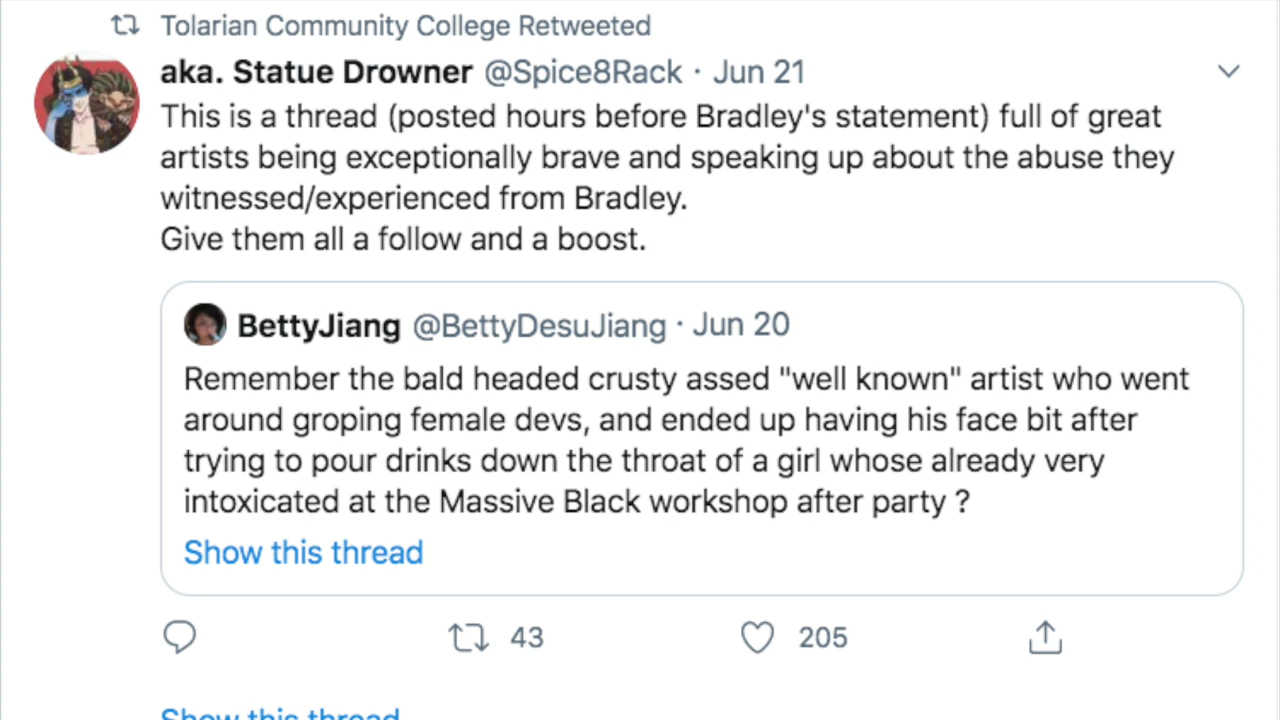 Tolarian Community College Retweeted
aka. Statue Drowner @Spice8Rack · Jun 21
This is a thread (posted hours before Bradley's statement) full of great
artists being exceptionally brave and speaking up about the abuse they
witnessed/experienced from Bradley.
Give them all a follow and a boost.
BettyJiang @BettyDesuJiang · Jun 20
Remember the bald headed crusty assed "well known" artist who went
around groping female devs, and ended up having his face bit after
trying to pour drinks down the throat of a girl whose already very
intoxicated at the Massive Black workshop after party ?
Show this thread
43 205
Show this thread